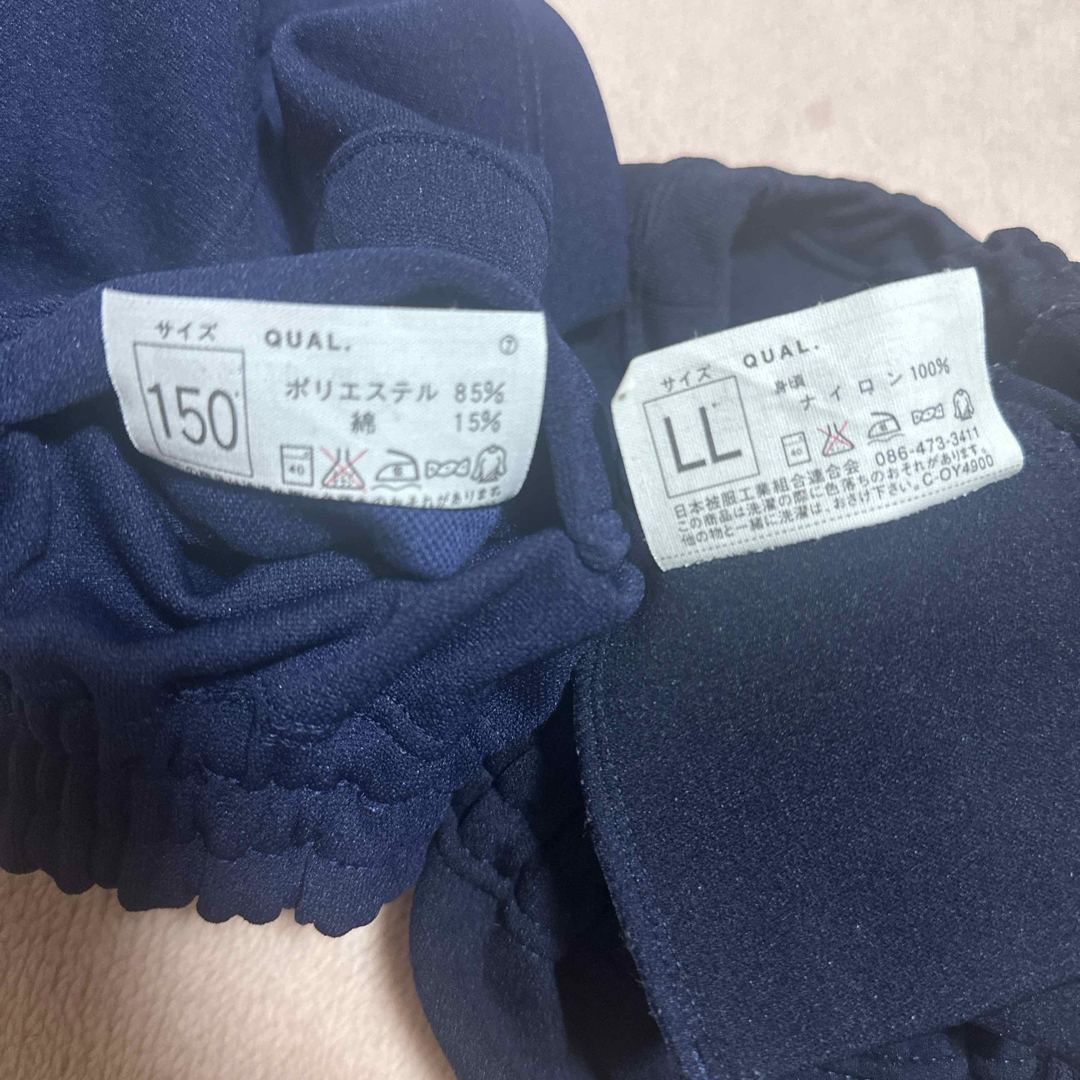 サイズ QUAL. ⑦
150
ポリエステル 85%
綿 15%
40
サイズ QUAL.
LL
身頃
ナイロン 100%
40
日本被服工業組合連合会 086-473-3411
この商品は洗濯の際に色落ちのおそれがあります。
他の物と一緒に洗濯は、おさけ下さい。C-OY4900